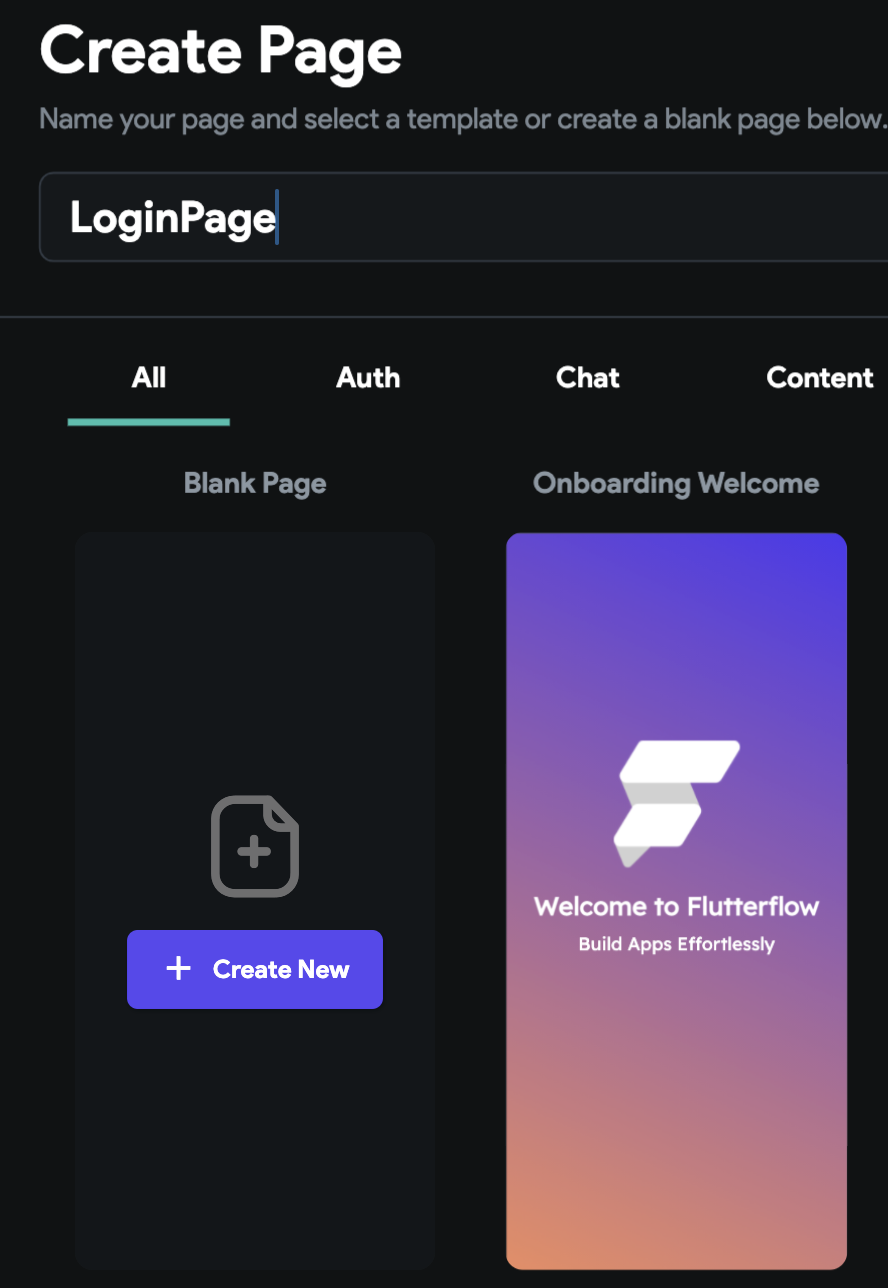 Create Page
Name your page and select a template or create a blank page below.
LoginPage
All
Auth
Chat
Content
Blank Page
Onboarding Welcome
Welcome to Flutterflow
Build Apps Effortlessly
Create New